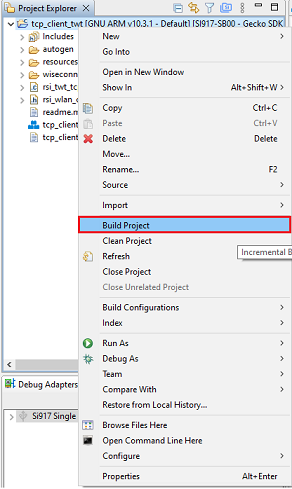 Project Explorer
tcp_client_twt [GNU ARM v10.3.1 - Default] [SI917-SB00 - Gecko SDK
Includes
autogen
resources
wiseconn
rsi_twt_tc
rsi_wlan_c
readme.m
tcp_client
tcp_client
New
Go Into
Open in New Window
Show In Alt+Shift+W
Copy Ctrl+C
Paste Ctrl+V
Delete Delete
Move...
Rename... F2
Source
Import
Build Project
Clean Project
Incremental B
Refresh F5
Close Project
Close Unrelated Project
Build Configurations
Index
Run As
Debug As
Team
Compare With
Restore from Local History...
Browse Files Here
Open Command Line Here
Configure
Properties Alt+Enter
Debug Adapters
Si917 Single